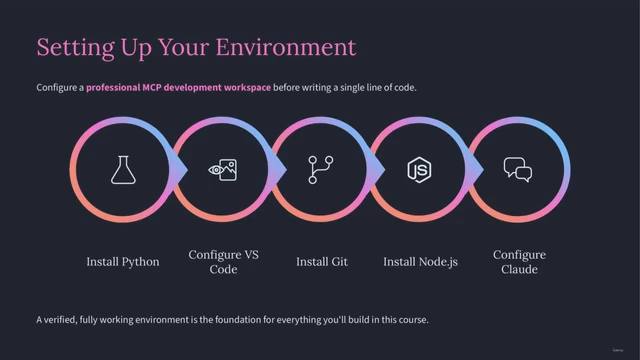 Setting Up Your Environment
Configure a professional MCP development workspace before writing a single line of code.
JS
Install Python
Configure VS
Code
Install Git
Install Node.js
Configure
Claude
A verified, fully working environment is the foundation for everything you'll build in this course.